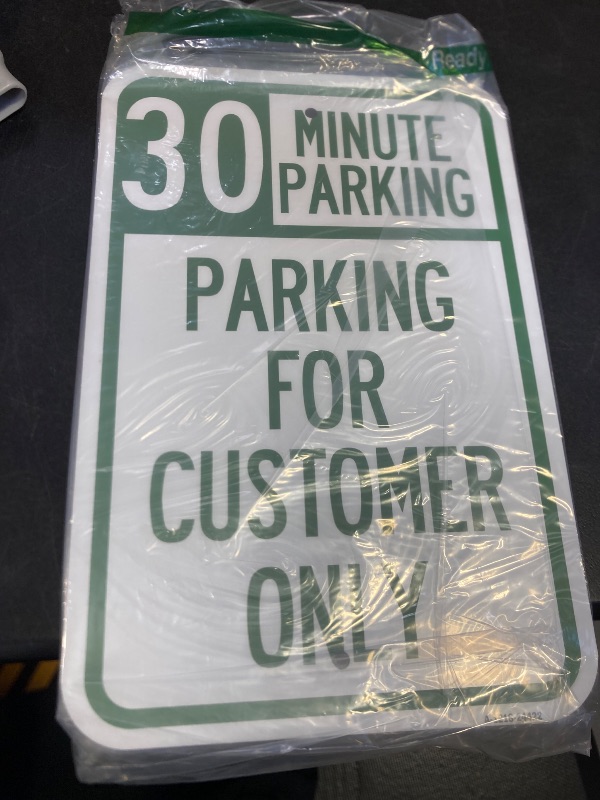 Ready
30 MINUTE
PARKING
PARKING
FOR
CUSTOMER
ONLY